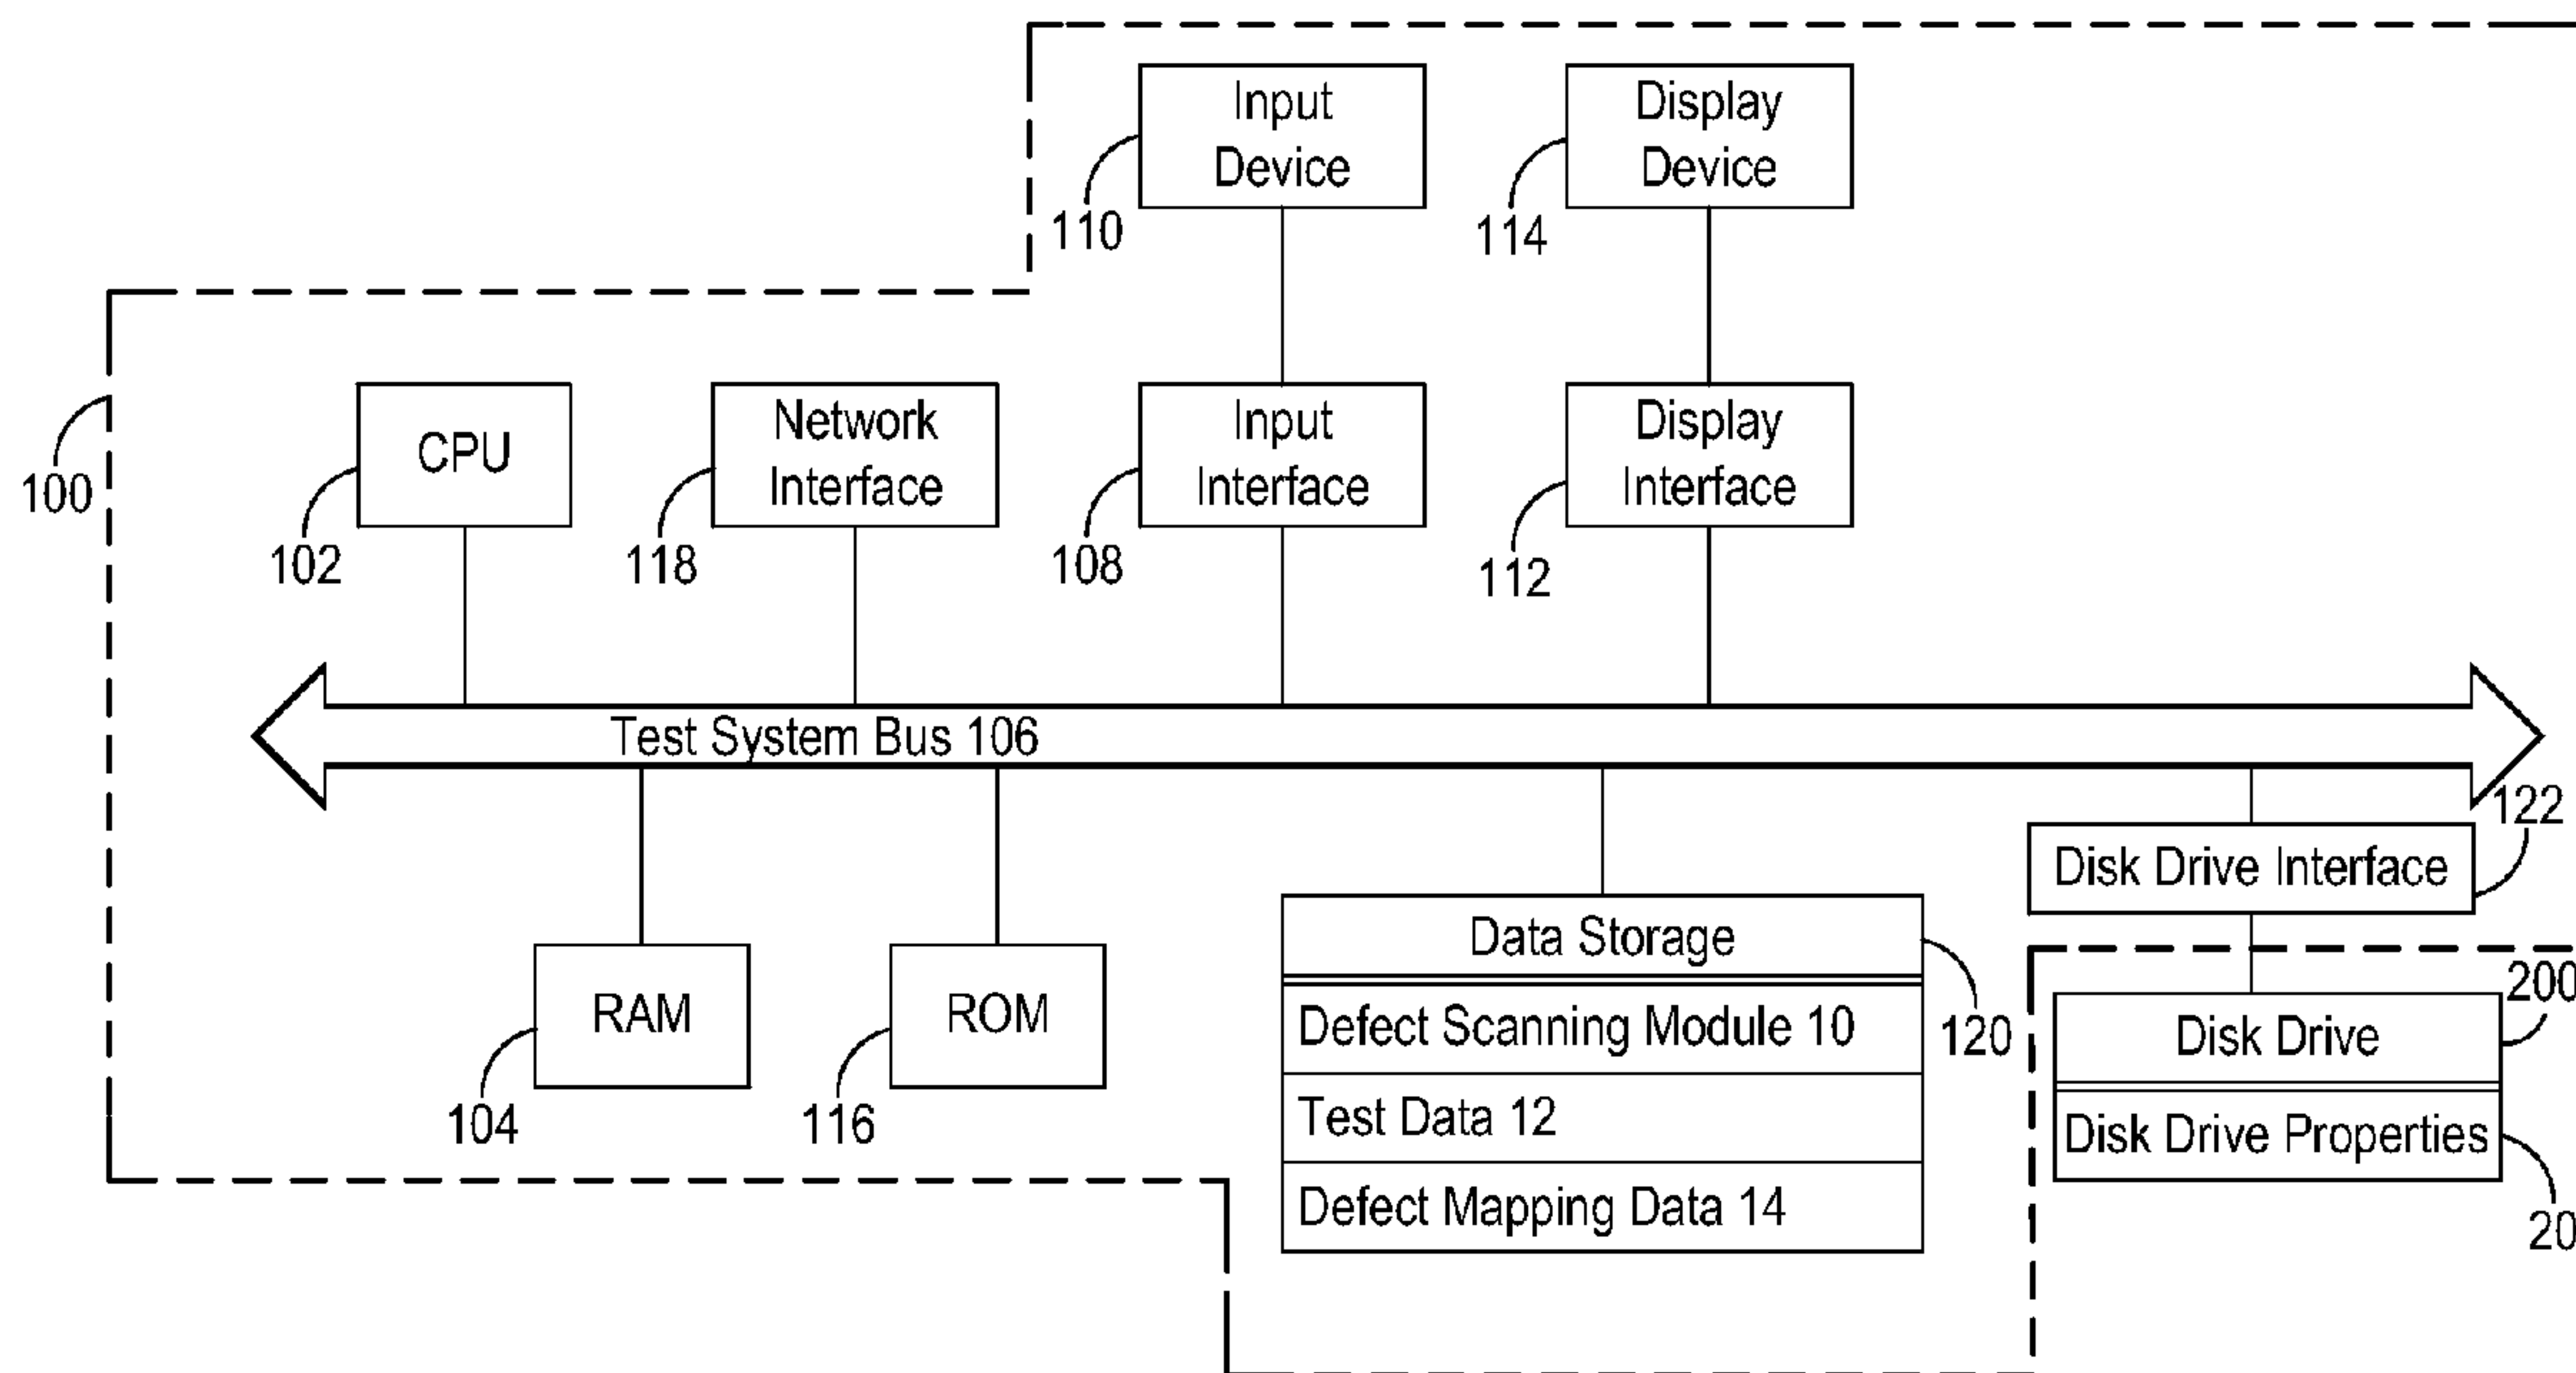 Input
Device
110
Display
Device
114
100
CPU
102
Network
Interface
118
Input
Interface
108
Display
Interface
112
Test System Bus 106
122
Disk Drive Interface
RAM
104
ROM
116
Data Storage
Defect Scanning Module 10
Test Data 12
Defect Mapping Data 14
120
200
Disk Drive
Disk Drive Properties
20